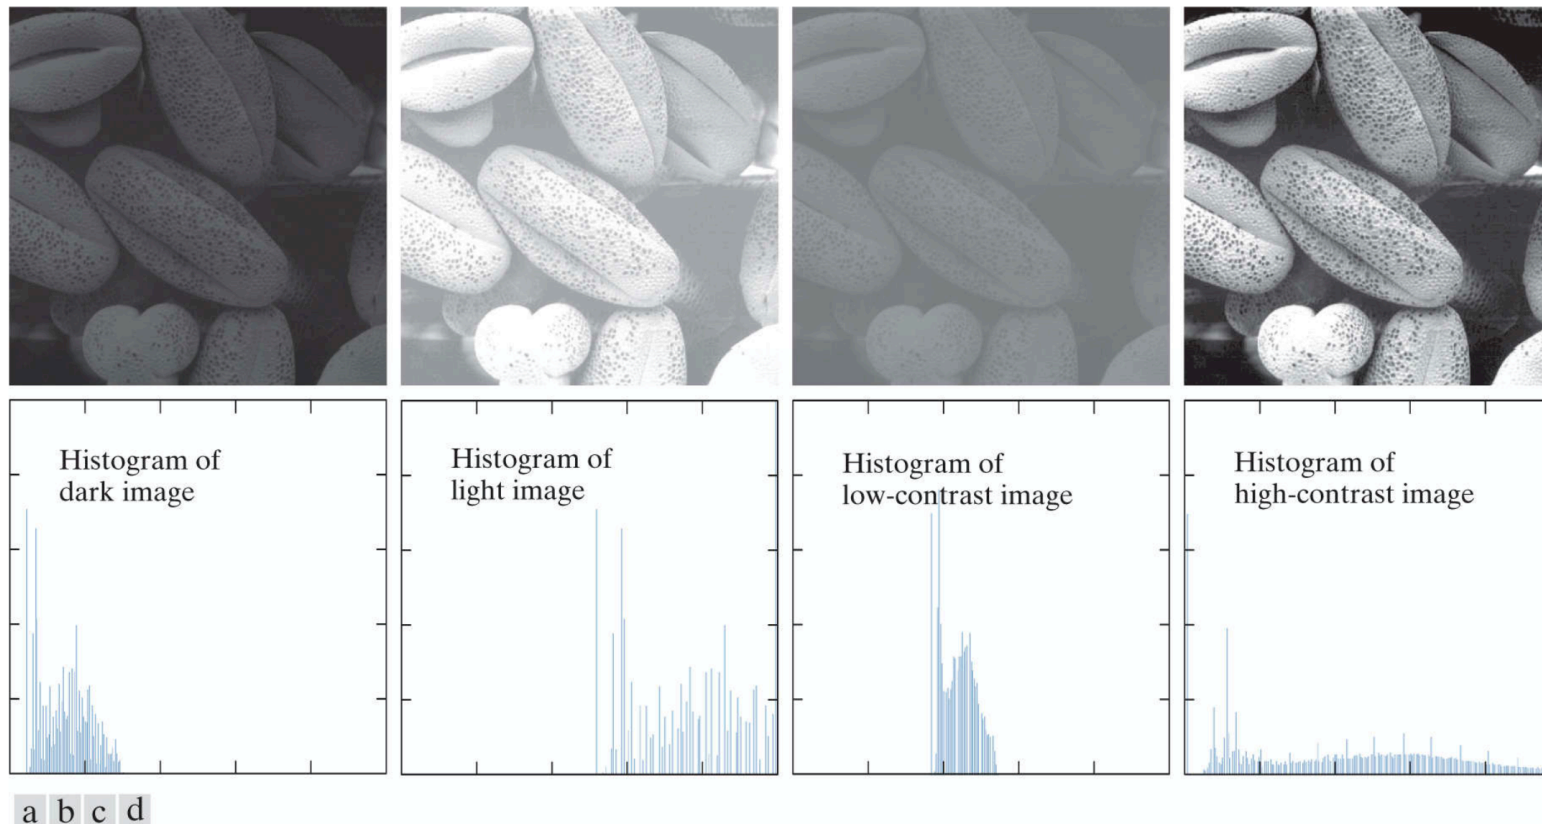 Histogram of
dark image
Histogram of
light image
Histogram of
low-contrast image
Histogram of
high-contrast image
a b c d